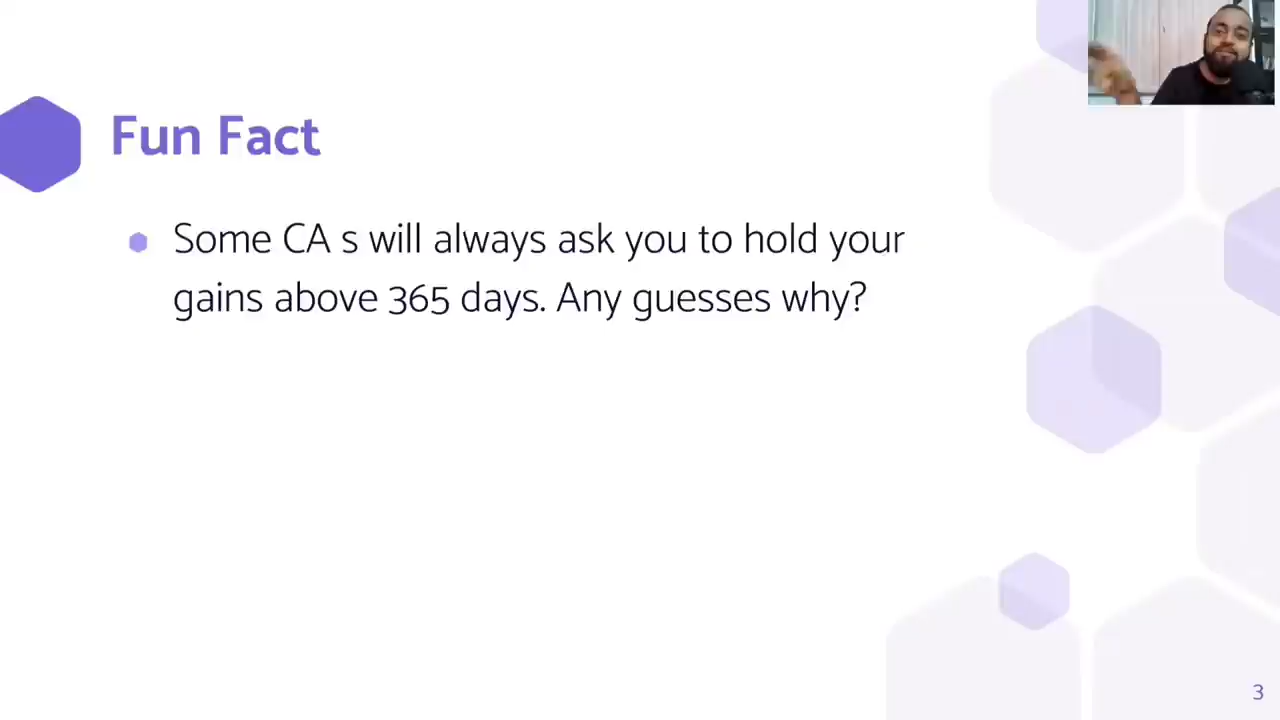 Fun Fact
Some CA s will always ask you to hold your
gains above 365 days. Any guesses why?
3